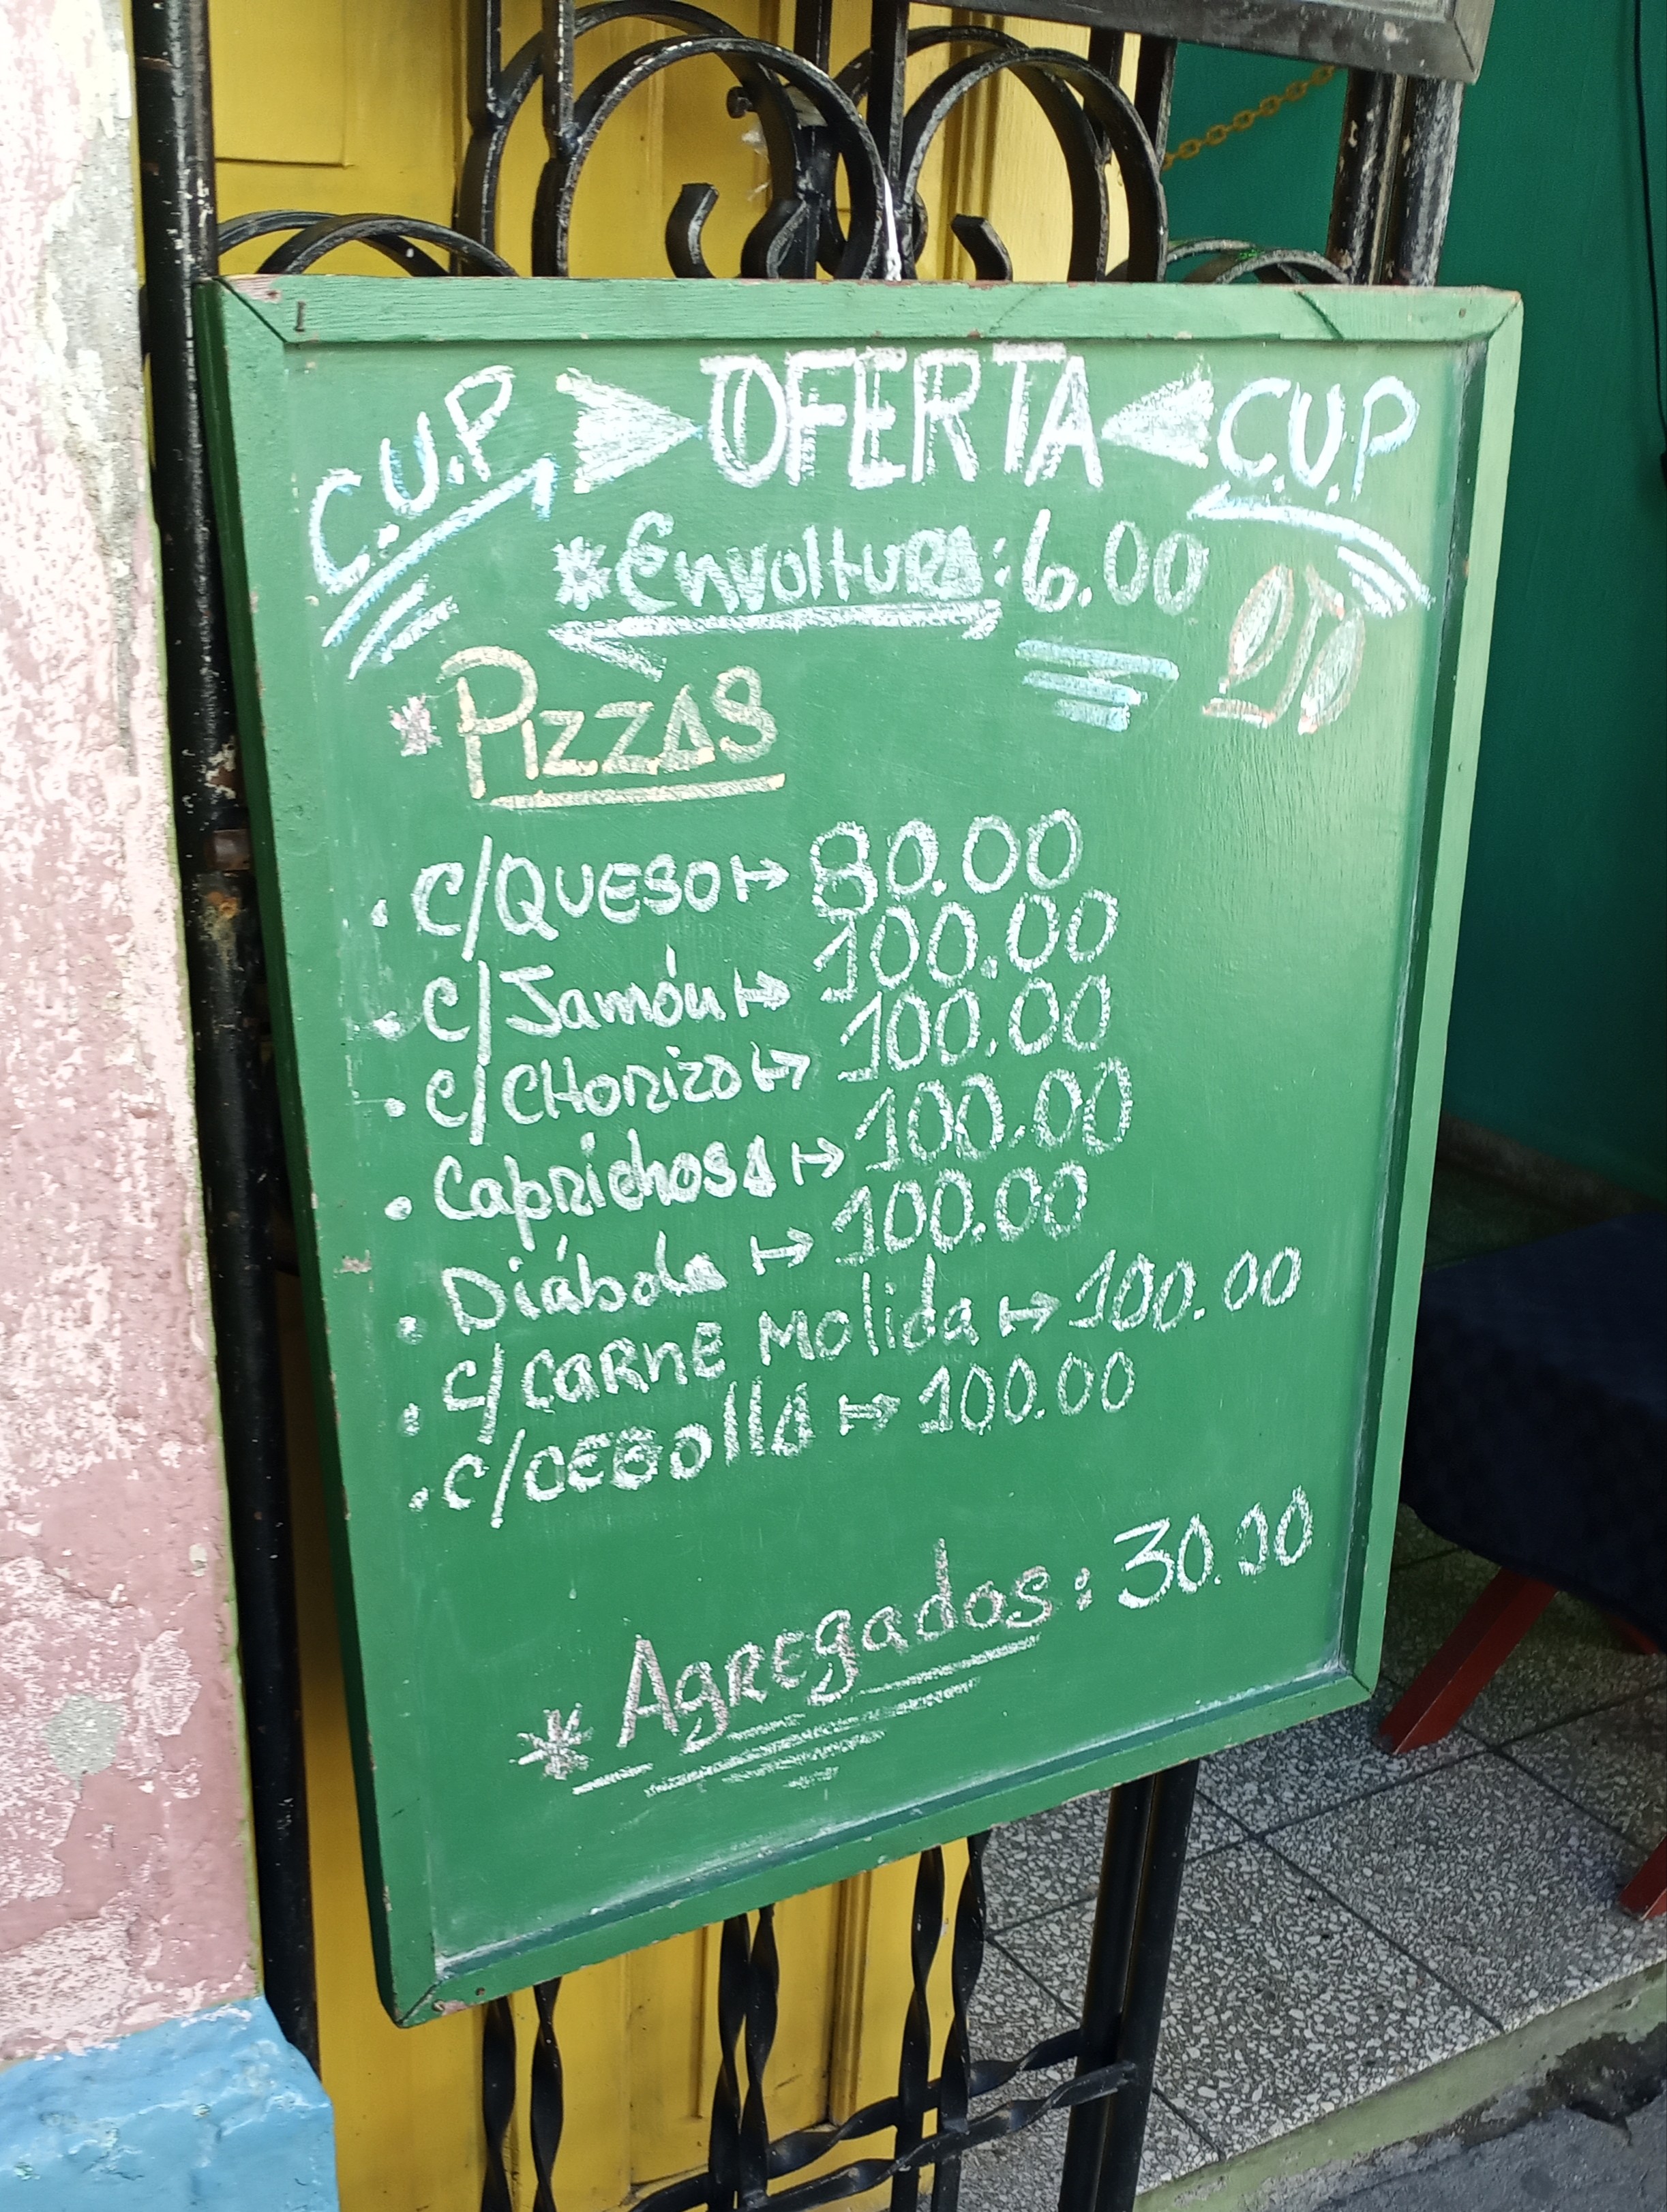 C.U.P OFERTA C.U.P
*Envoltura: 6.00
*PIZZAS
· C/QUESO ↦ 80.00
· C/Jamón ↦ 100.00
· C/CHORIZO ↦ 100.00
· Caprichosa ↦ 100.00
· Diábola ↦ 100.00
· C/CARNE MOlida ↦ 100.00
· C/CEBOllA ↦ 100.00
* Agregados: 30.00